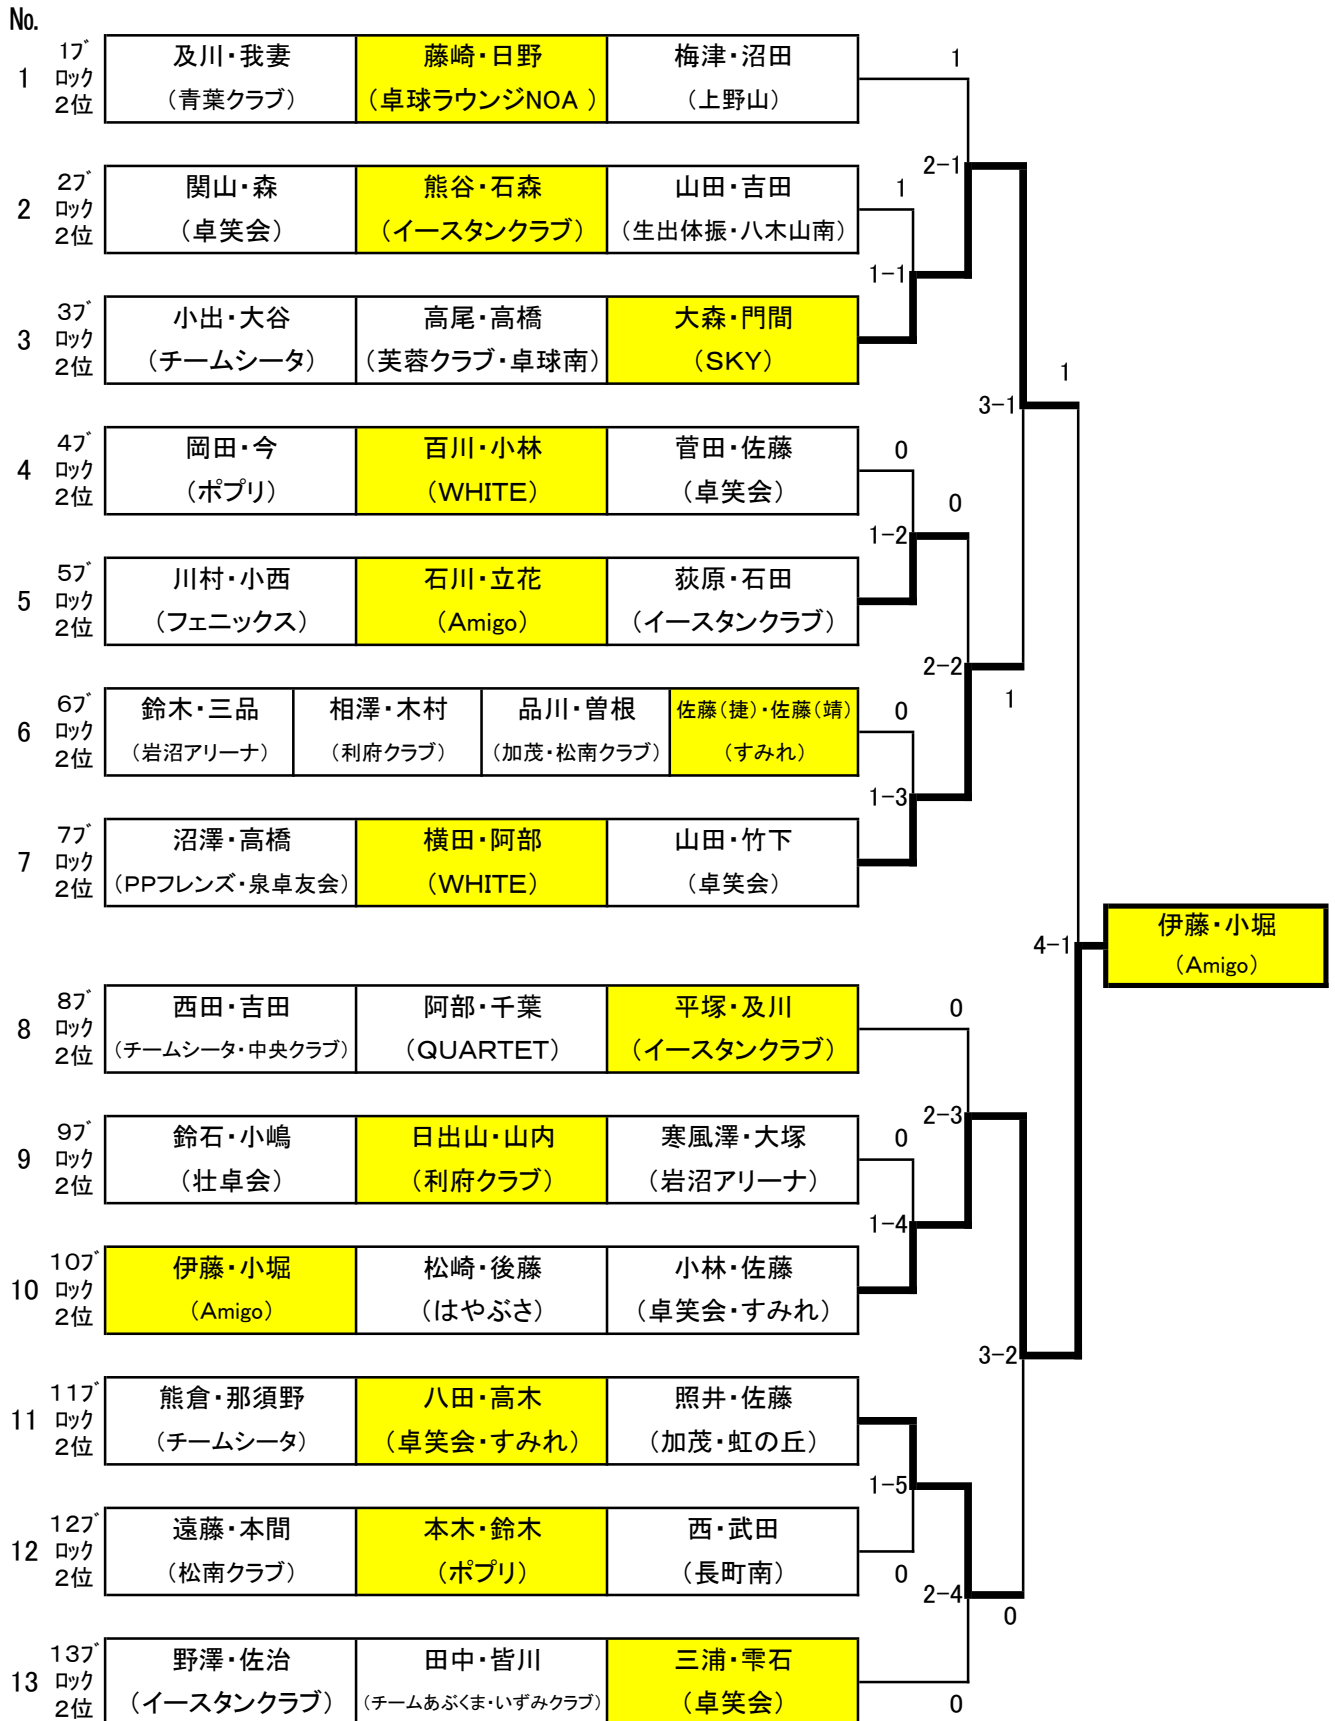 No.
1ブロック2位
1
及川・我妻 藤崎・日野 梅津・沼田
(青葉クラブ) (卓球ラウンジNOA ) (上野山)
1
2-1
2ブロック2位
2
関山・森 熊谷・石森 山田・吉田
(卓笑会) (イースタンクラブ) (生出体振・八木山南)
1
1-1
3ブロック2位
3
小出・大谷 高尾・高橋 大森・門間
(チームシータ) (芙蓉クラブ・卓球南) (SKY)
1
3-1
4ブロック2位
4
岡田・今 百川・小林 菅田・佐藤
(ポプリ) (WHITE) (卓笑会)
0
0
1-2
5ブロック2位
5
川村・小西 石川・立花 荻原・石田
(フェニックス) (Amigo) (イースタンクラブ)
2-2
1
6ブロック2位
6
鈴木・三品 相澤・木村 品川・曽根 佐藤(捷)・佐藤(靖)
(岩沼アリーナ) (利府クラブ) (加茂・松南クラブ) (すみれ)
0
1-3
7ブロック2位
7
沼澤・高橋 横田・阿部 山田・竹下
(PPフレンズ・泉卓友会) (WHITE) (卓笑会)
4-1
伊藤・小堀
(Amigo)
8ブロック2位
8
西田・吉田 阿部・千葉 平塚・及川
(チームシータ・中央クラブ) (QUARTET) (イースタンクラブ)
0
2-3
9ブロック2位
9
鈴石・小嶋 日出山・山内 寒風澤・大塚
(壮卓会) (利府クラブ) (岩沼アリーナ)
0
1-4
10ブロック2位
10
伊藤・小堀 松崎・後藤 小林・佐藤
(Amigo) (はやぶさ) (卓笑会・すみれ)
3-2
11ブロック2位
11
熊倉・那須野 八田・高木 照井・佐藤
(チームシータ) (卓笑会・すみれ) (加茂・虹の丘)
1-5
12ブロック2位
12
遠藤・本間 本木・鈴木 西・武田
(松南クラブ) (ポプリ) (長町南)
0
2-4
0
13ブロック2位
13
野澤・佐治 田中・皆川 三浦・雫石
(イースタンクラブ) (チームあぶくま・いずみクラブ) (卓笑会)
0